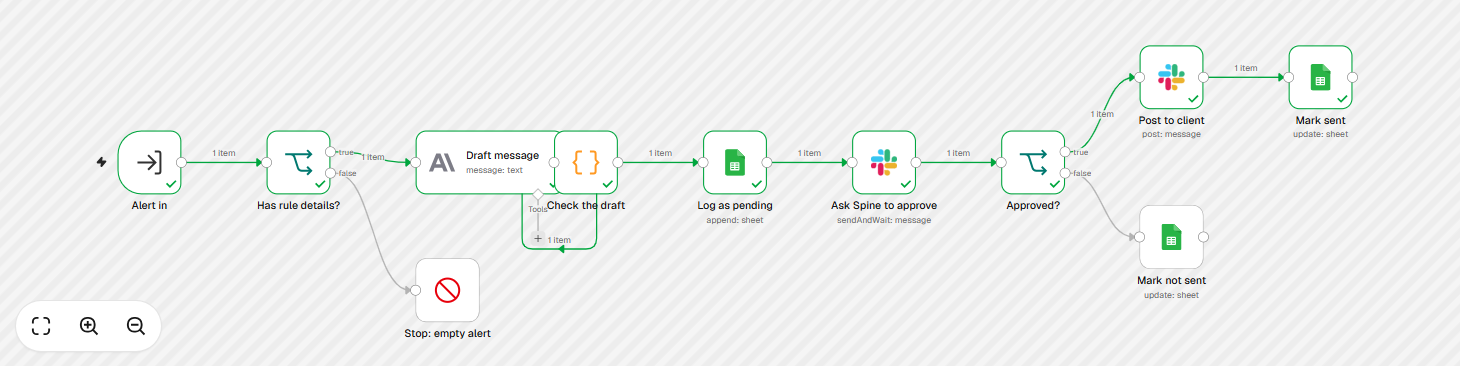 1 item
Post to client
post: message
Mark sent
update: sheet
1 item
Alert in
1 item
true
false
Has rule details?
1 item
Draft message
message: text
Tools
1 item
Check the draft
1 item
Log as pending
append: sheet
1 item
Ask Spine to approve
sendAndWait: message
1 item
true
false
Approved?
Mark not sent
update: sheet
Stop: empty alert